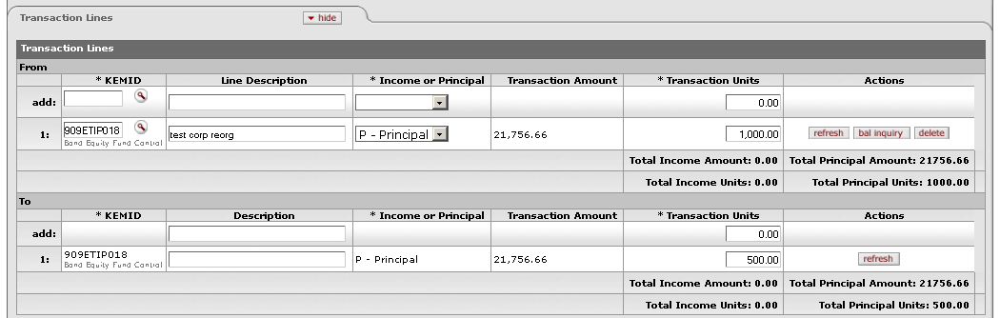 Transaction Lines
hide
Transaction Lines
From
* KEMID Line Description * Income or Principal Transaction Amount * Transaction Units Actions
add: 0.00
1: 909ETIP018 test corp reorg P - Principal 21,756.66 1,000.00 refresh bal inquiry delete
Bond Equity Fund Control
Total Income Amount: 0.00 Total Principal Amount: 21756.66
Total Income Units: 0.00 Total Principal Units: 1000.00
To
* KEMID Description * Income or Principal Transaction Amount * Transaction Units Actions
add: 0.00
1: 909ETIP018 P - Principal 21,756.66 500.00 refresh
Bond Equity Fund Control
Total Income Amount: 0.00 Total Principal Amount: 21756.66
Total Income Units: 0.00 Total Principal Units: 500.00